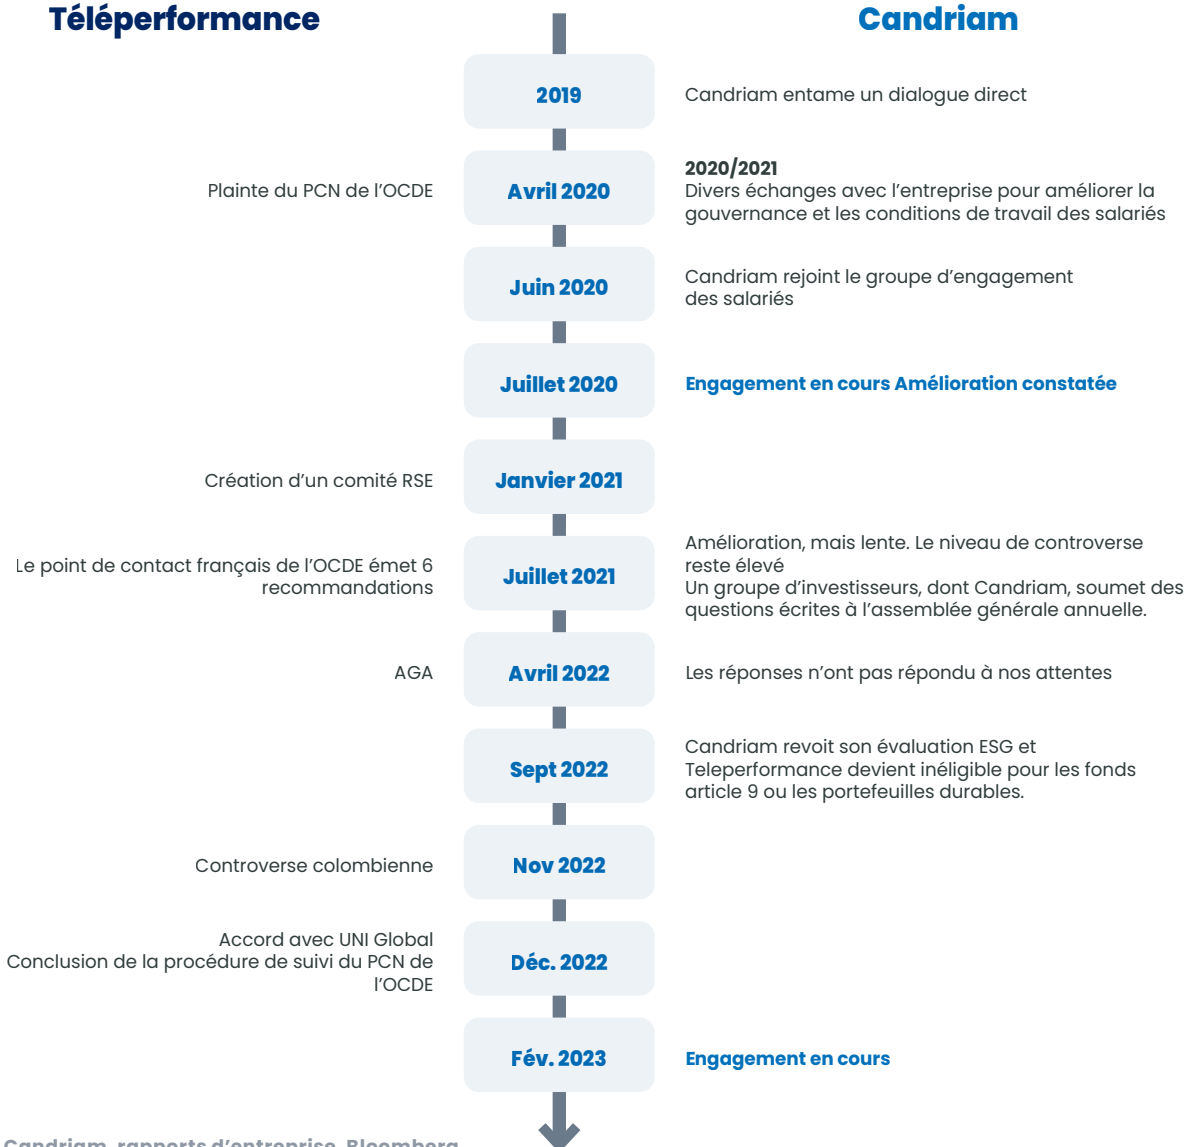 Téléperformance
Candriam
2019
Candriam entame un dialogue direct
Plainte du PCN de l'OCDE
Avril 2020
2020/2021
Divers échanges avec l'entreprise pour améliorer la
gouvernance et les conditions de travail des salariés
Juin 2020
Candriam rejoint le groupe d'engagement
des salariés
Juillet 2020
Engagement en cours Amélioration constatée
Création d'un comité RSE
Janvier 2021
Le point de contact français de l'OCDE émet 6
recommandations
Juillet 2021
Amélioration, mais lente. Le niveau de controverse
reste élevé
Un groupe d'investisseurs, dont Candriam, soumet des
questions écrites à l'assemblée générale annuelle.
AGA
Avril 2022
Les réponses n'ont pas répondu à nos attentes
Sept 2022
Candriam revoit son évaluation ESG et
Teleperformance devient inéligible pour les fonds
article 9 ou les portefeuilles durables.
Controverse colombienne
Nov 2022
Accord avec UNI Global
Conclusion de la procédure de suivi du PCN de
l'OCDE
Déc. 2022
Fév. 2023
Engagement en cours
Candriam, rapports d'entreprise, Bloomberg